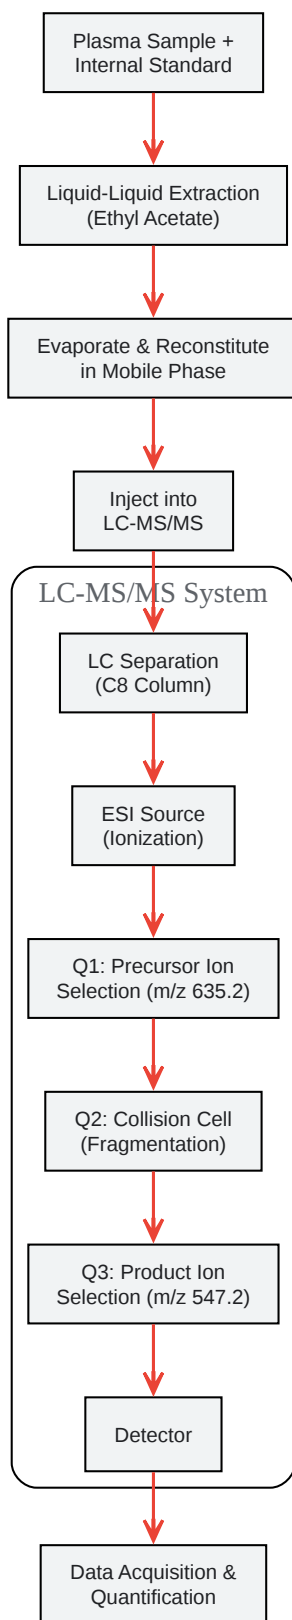 Plasma Sample +
Internal Standard
Liquid-Liquid Extraction
(Ethyl Acetate)
Evaporate & Reconstitute
in Mobile Phase
Inject into
LC-MS/MS
LC-MS/MS System
LC Separation
(C8 Column)
ESI Source
(Ionization)
Q1: Precursor Ion
Selection (m/z 635.2)
Q2: Collision Cell
(Fragmentation)
Q3: Product Ion
Selection (m/z 547.2)
Detector
Data Acquisition &
Quantification